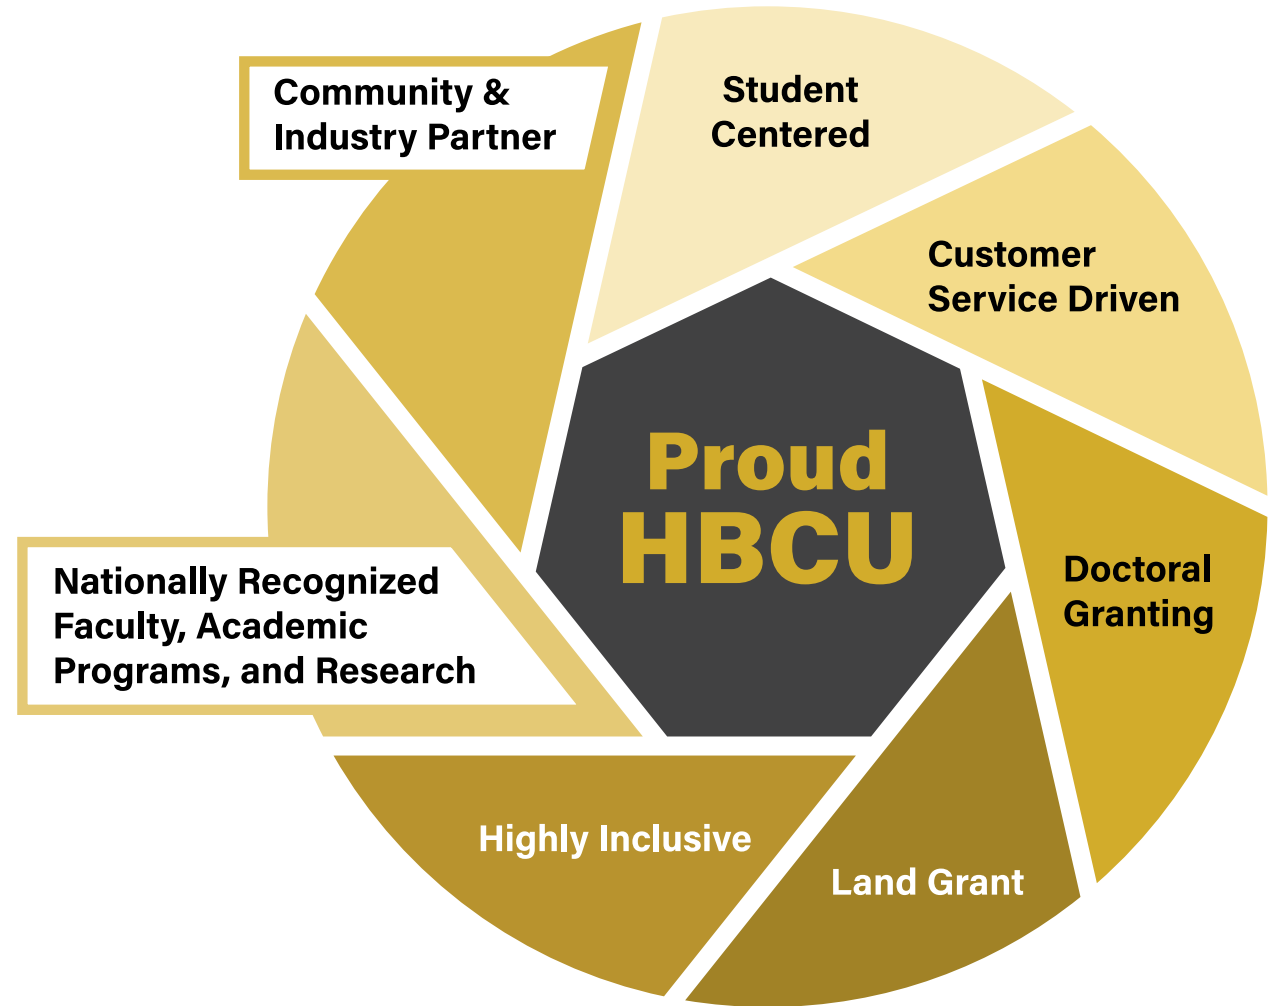 Community &
Industry Partner
Student
Centered
Customer
Service Driven
Proud
HBCU
Doctoral
Granting
Nationally Recognized
Faculty, Academic
Programs, and Research
Highly Inclusive
Land Grant